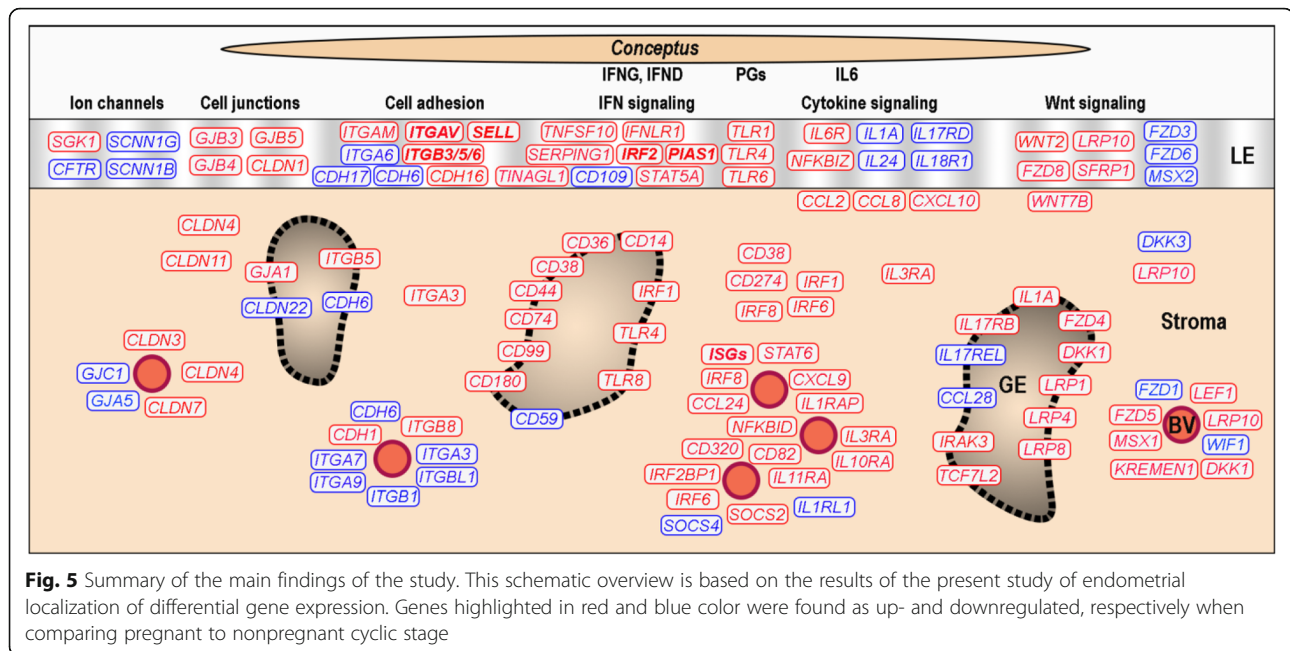 Conceptus
IFNG, IFND PGs IL6
Ion channels Cell junctions Cell adhesion IFN signaling Cytokine signaling Wnt signaling
SGK1 SCNN1G GJB3 GJB5 ITGAM ITGAV SELL TNFSF10 IFNLR1 TLR1 IL6R IL1A IL17RD WNT2 LRP10 FZD3
CFTR SCNN1B GJB4 CLDN1 ITGA6 ITGB3/5/6 SERPING1 IRF2 PIAS1 TLR4 NFKBIZ IL24 IL18R1 FZD8 SFRP1 FZD6 LE
CDH17 CDH6 CDH16 TINAGL1 CD109 STAT5A TLR6 MSX2
CCL2 CCL8 CXCL10 WNT7B
CLDN4 CD36 CD14 CD38 DKK3
CLDN11 GJA1 ITGB5 CD38 CD274 IRF1 IL3RA LRP10
CLDN22 CDH6 ITGA3 CD44 IRF1 IRF8 IRF6 IL1A
CD74 TLR4 IL17RB FZD4 Stroma
CLDN3 CD99 ISGs STAT6 IL17REL DKK1
GJC1 CLDN4 CD180 TLR8 IRF8 CXCL9 GE LRP1 FZD1 LEF1
GJA5 CLDN7 CD59 CCL24 IL1RAP CCL28 LRP4 FZD5 BV LRP10
CDH6 ITGB8 NFKBID IL3RA IRAK3 LRP8 MSX1 WIF1
CDH1 ITGA3 CD320 CD82 IL10RA TCF7L2 KREMEN1 DKK1
ITGA7 ITGBL1 IRF2BP1 IL11RA
ITGA9 ITGB1 IRF6 SOCS2 IL1RL1
SOCS4
Fig. 5 Summary of the main findings of the study. This schematic overview is based on the results of the present study of endometrial
localization of differential gene expression. Genes highlighted in red and blue color were found as up- and downregulated, respectively when
comparing pregnant to nonpregnant cyclic stage